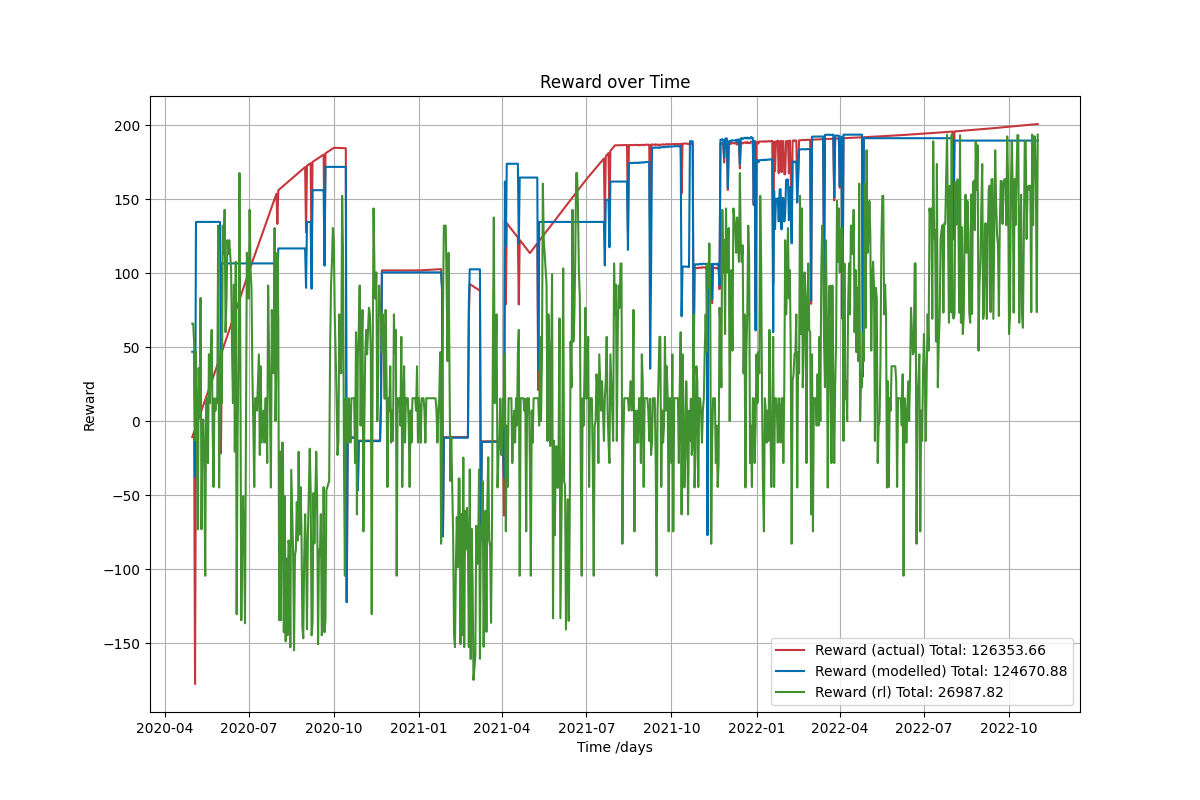 Reward over Time
200
150
100
50
0
−50
−100
−150
Reward
2020-04 2020-07 2020-10 2021-01 2021-04 2021-07 2021-10 2022-01 2022-04 2022-07 2022-10
Time /days
Reward (actual) Total: 126353.66
Reward (modelled) Total: 124670.88
Reward (rl) Total: 26987.82